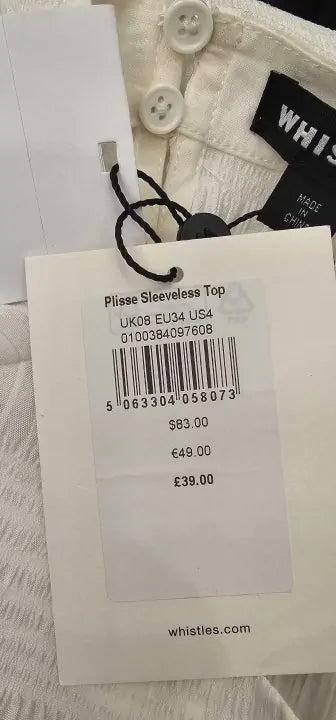 WHIS
MADE
IN
CHINA
Plisse Sleeveless Top
UK08 EU34 US4
0100384097608
5 063304 058073
$83.00
€49.00
£39.00
whistles.com